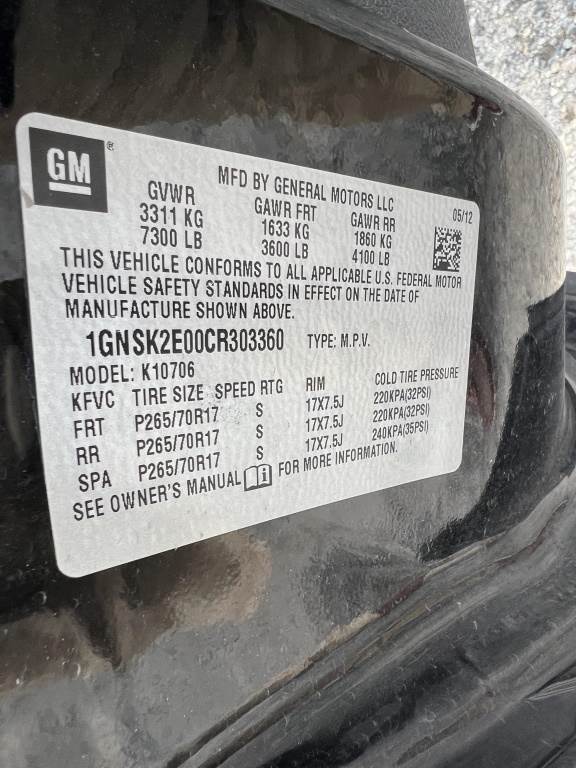 GM ®
MFD BY GENERAL MOTORS LLC 05/12
GVWR GAWR FRT GAWR RR
3311 KG 1633 KG 1860 KG
7300 LB 3600 LB 4100 LB
THIS VEHICLE CONFORMS TO ALL APPLICABLE U.S. FEDERAL MOTOR
VEHICLE SAFETY STANDARDS IN EFFECT ON THE DATE OF
MANUFACTURE SHOWN ABOVE.
1GNSK2E00CR303360 TYPE: M.P.V.
MODEL: K10706
KFVC TIRE SIZE SPEED RTG RIM COLD TIRE PRESSURE
FRT P265/70R17 S 17X7.5J 220KPA(32PSI)
RR P265/70R17 S 17X7.5J 220KPA(32PSI)
SPA P265/70R17 S 17X7.5J 240KPA(35PSI)
SEE OWNER'S MANUAL FOR MORE INFORMATION.